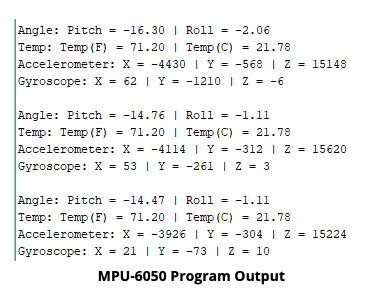 Angle: Pitch = -16.30 | Roll = -2.06
Temp: Temp(F) = 71.20 | Temp(C) = 21.78
Accelerometer: X = -4430 | Y = -568 | Z = 15148
Gyroscope: X = 62 | Y = -1210 | Z = -6
Angle: Pitch = -14.76 | Roll = -1.11
Temp: Temp(F) = 71.20 | Temp(C) = 21.78
Accelerometer: X = -4114 | Y = -312 | Z = 15620
Gyroscope: X = 53 | Y = -261 | Z = 3
Angle: Pitch = -14.47 | Roll = -1.11
Temp: Temp(F) = 71.20 | Temp(C) = 21.78
Accelerometer: X = -3926 | Y = -304 | Z = 15224
Gyroscope: X = 21 | Y = -73 | Z = 10
MPU-6050 Program Output